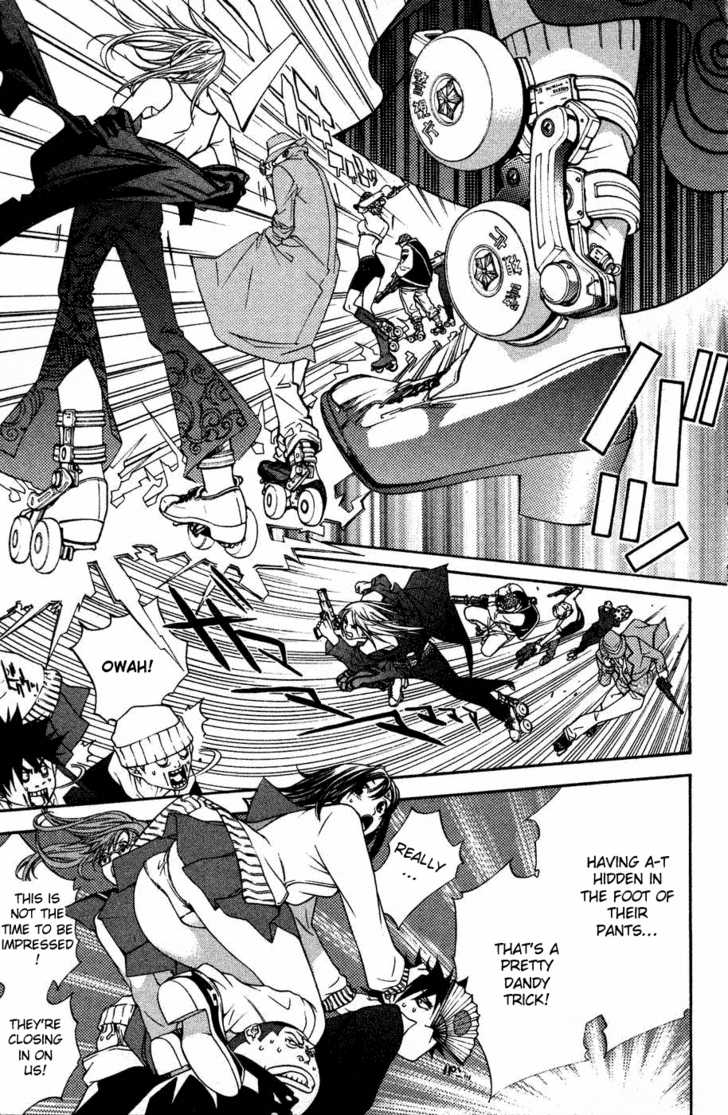 OWAH!
HAVING A-T
HIDDEN IN
THE FOOT OF
THEIR
PANTS...
THAT'S A
PRETTY
DANDY
TRICK!
REALLY
...
THIS IS
NOT THE
TIME TO BE
IMPRESSED
!
THEY'RE
CLOSING
IN ON
US!